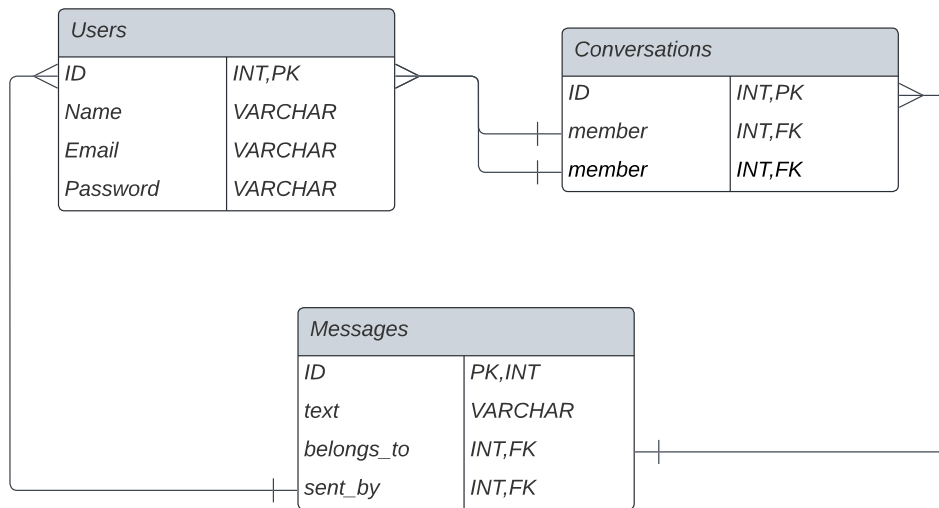 Users
ID INT,PK
Name VARCHAR
Email VARCHAR
Password VARCHAR
Conversations
ID INT,PK
member INT,FK
member INT,FK
Messages
ID PK,INT
text VARCHAR
belongs_to INT,FK
sent_by INT,FK